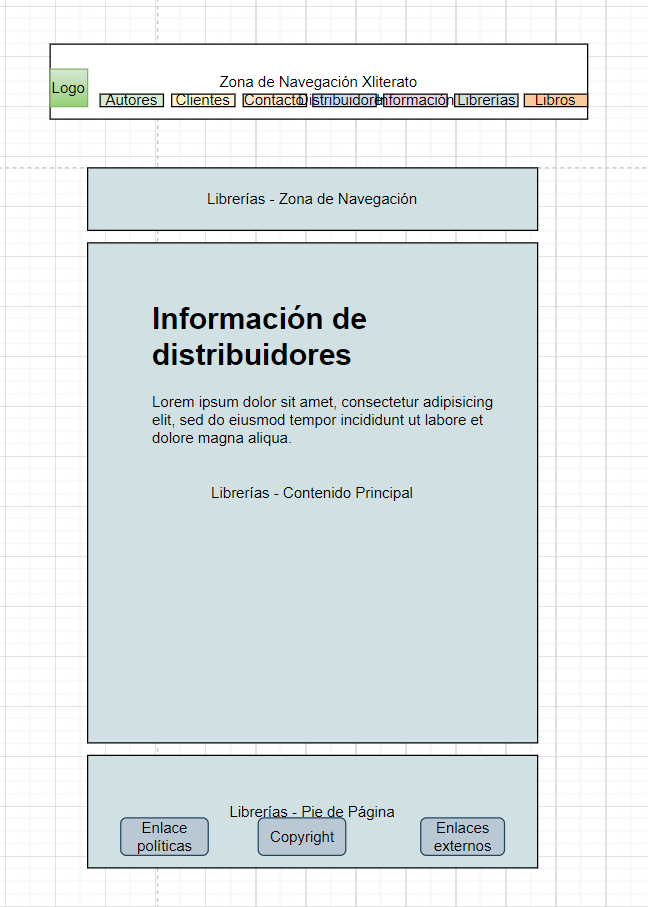 Zona de Navegación Xliterato
Logo
Autores
Clientes
Contacto
Distribuidores
Información
Librerías
Libros
Librerías - Zona de Navegación
Información de
distribuidores
Lorem ipsum dolor sit amet, consectetur adipisicing
elit, sed do eiusmod tempor incididunt ut labore et
dolore magna aliqua.
Librerías - Contenido Principal
Librerías - Pie de Página
Enlace
políticas
Copyright
Enlaces
externos